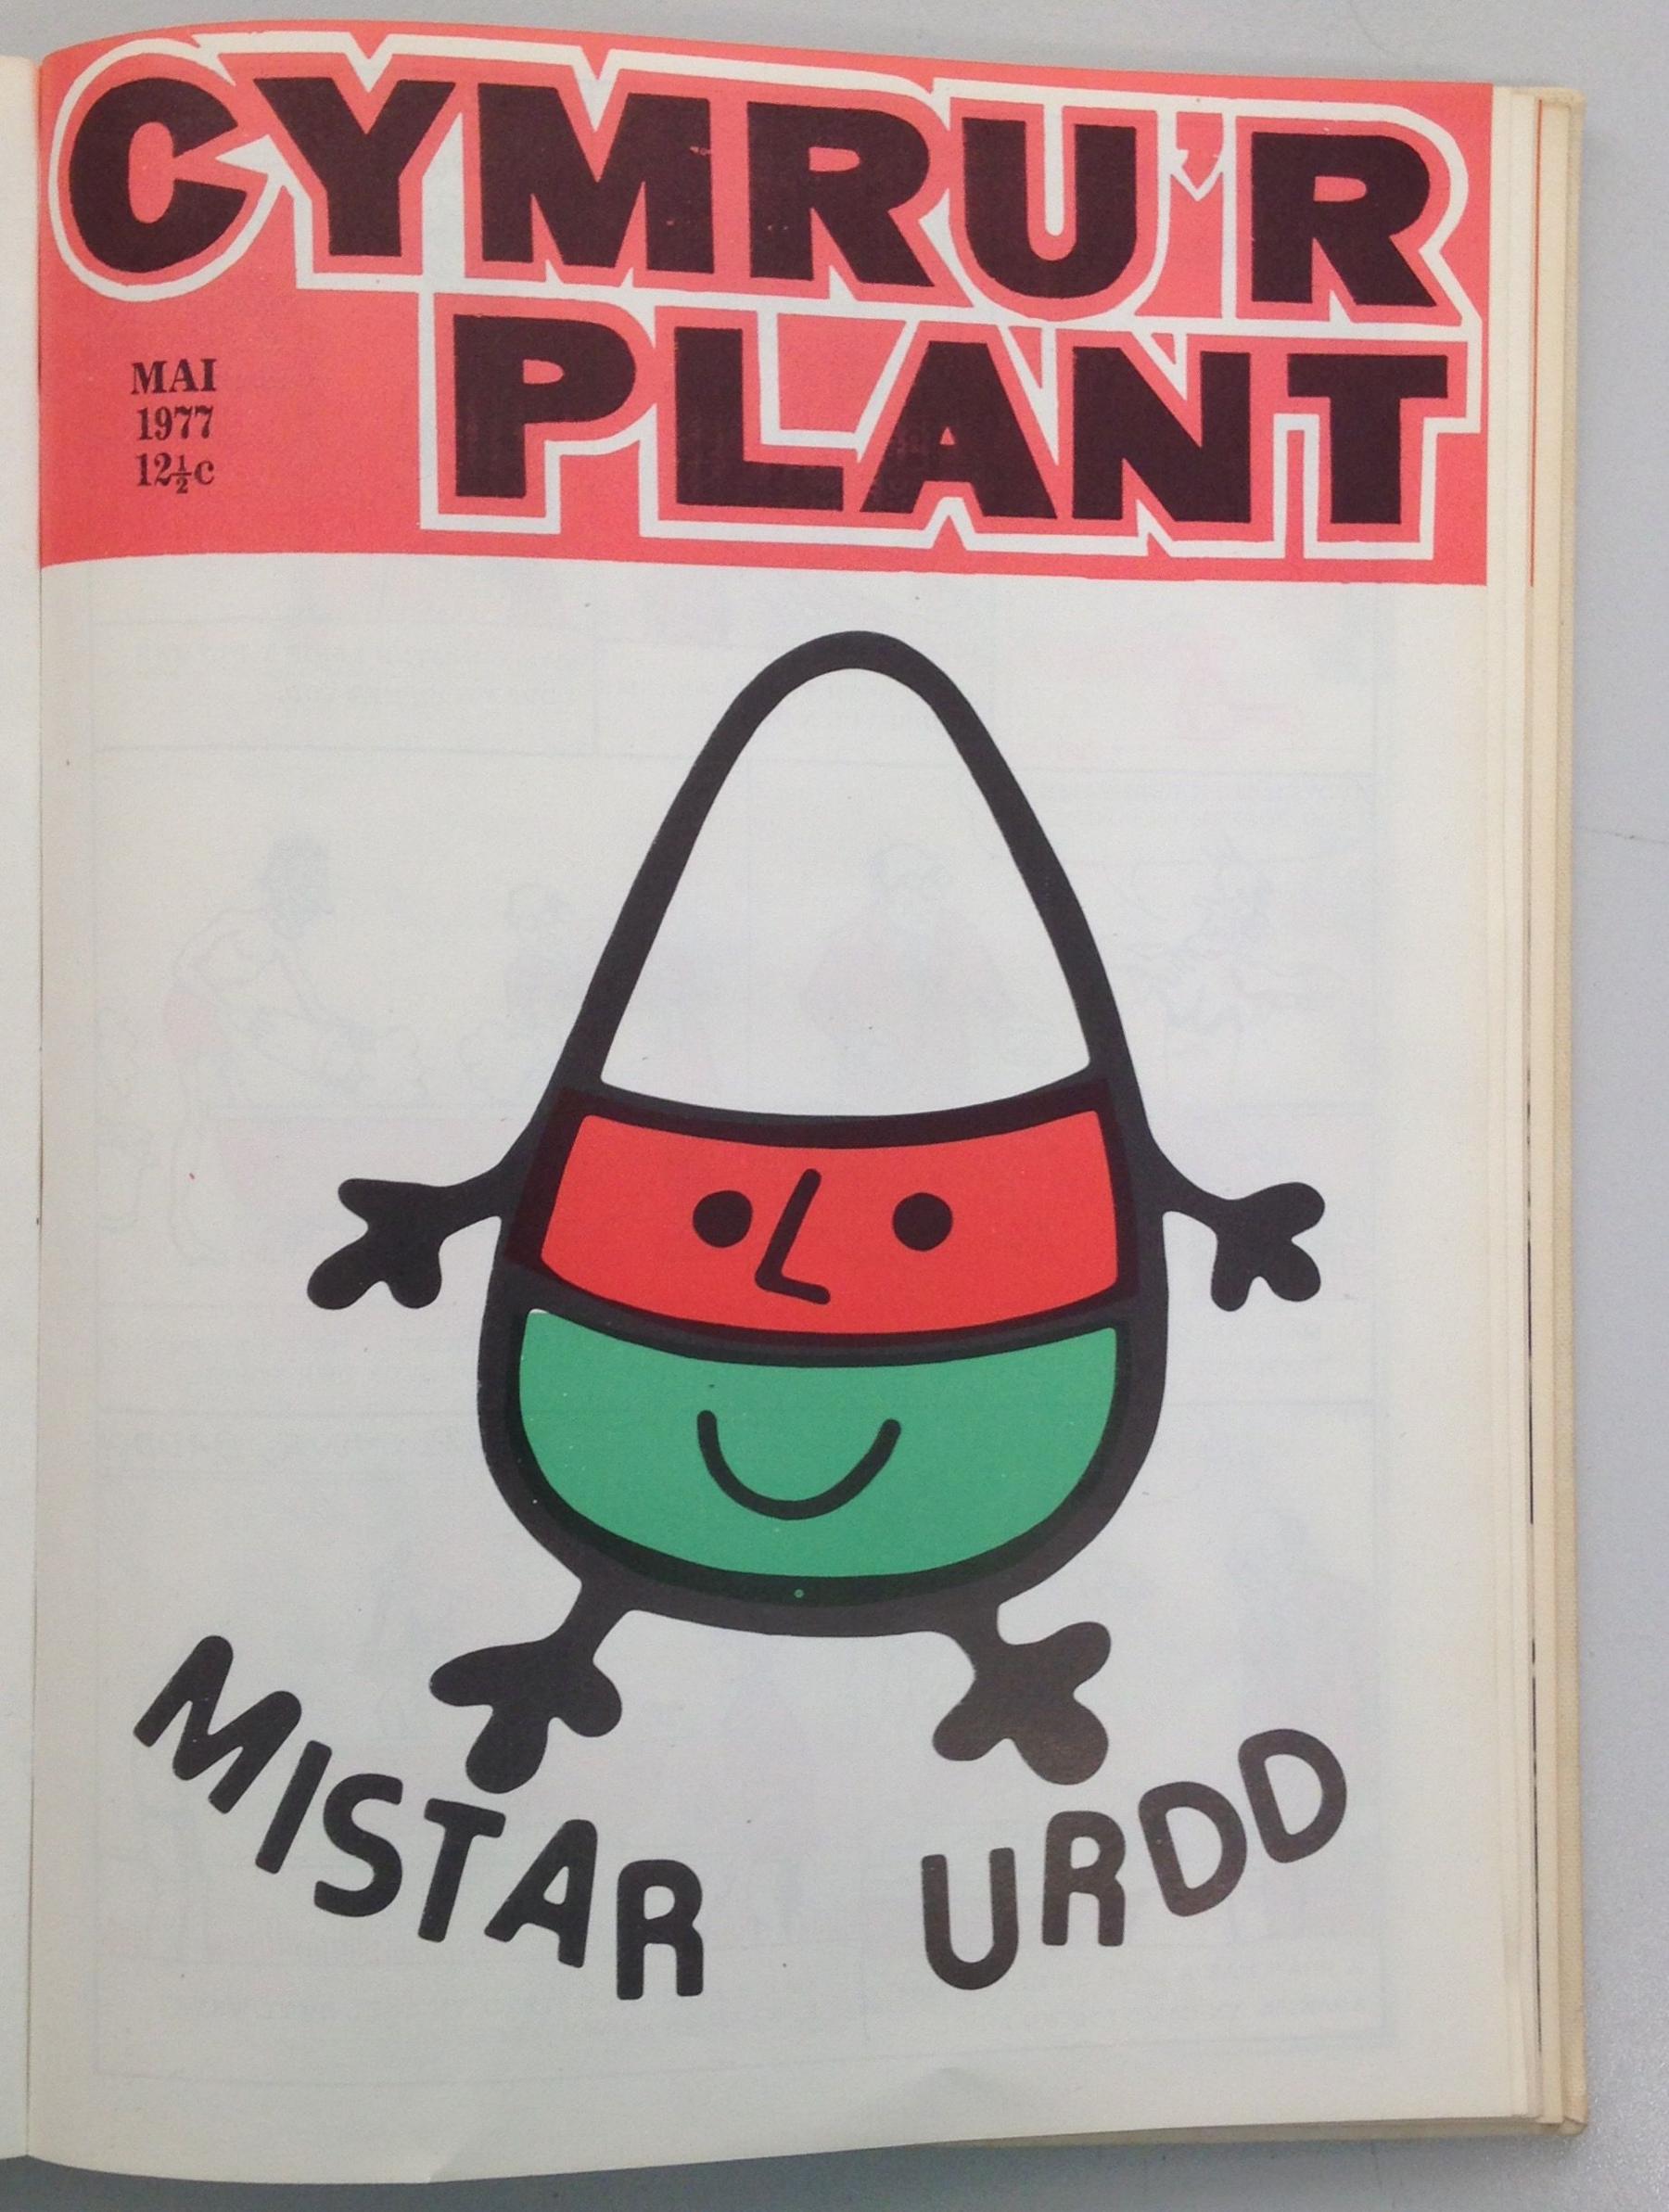 CYMRU'R
PLANT
MAI
1977
12½c
MISTAR URDD